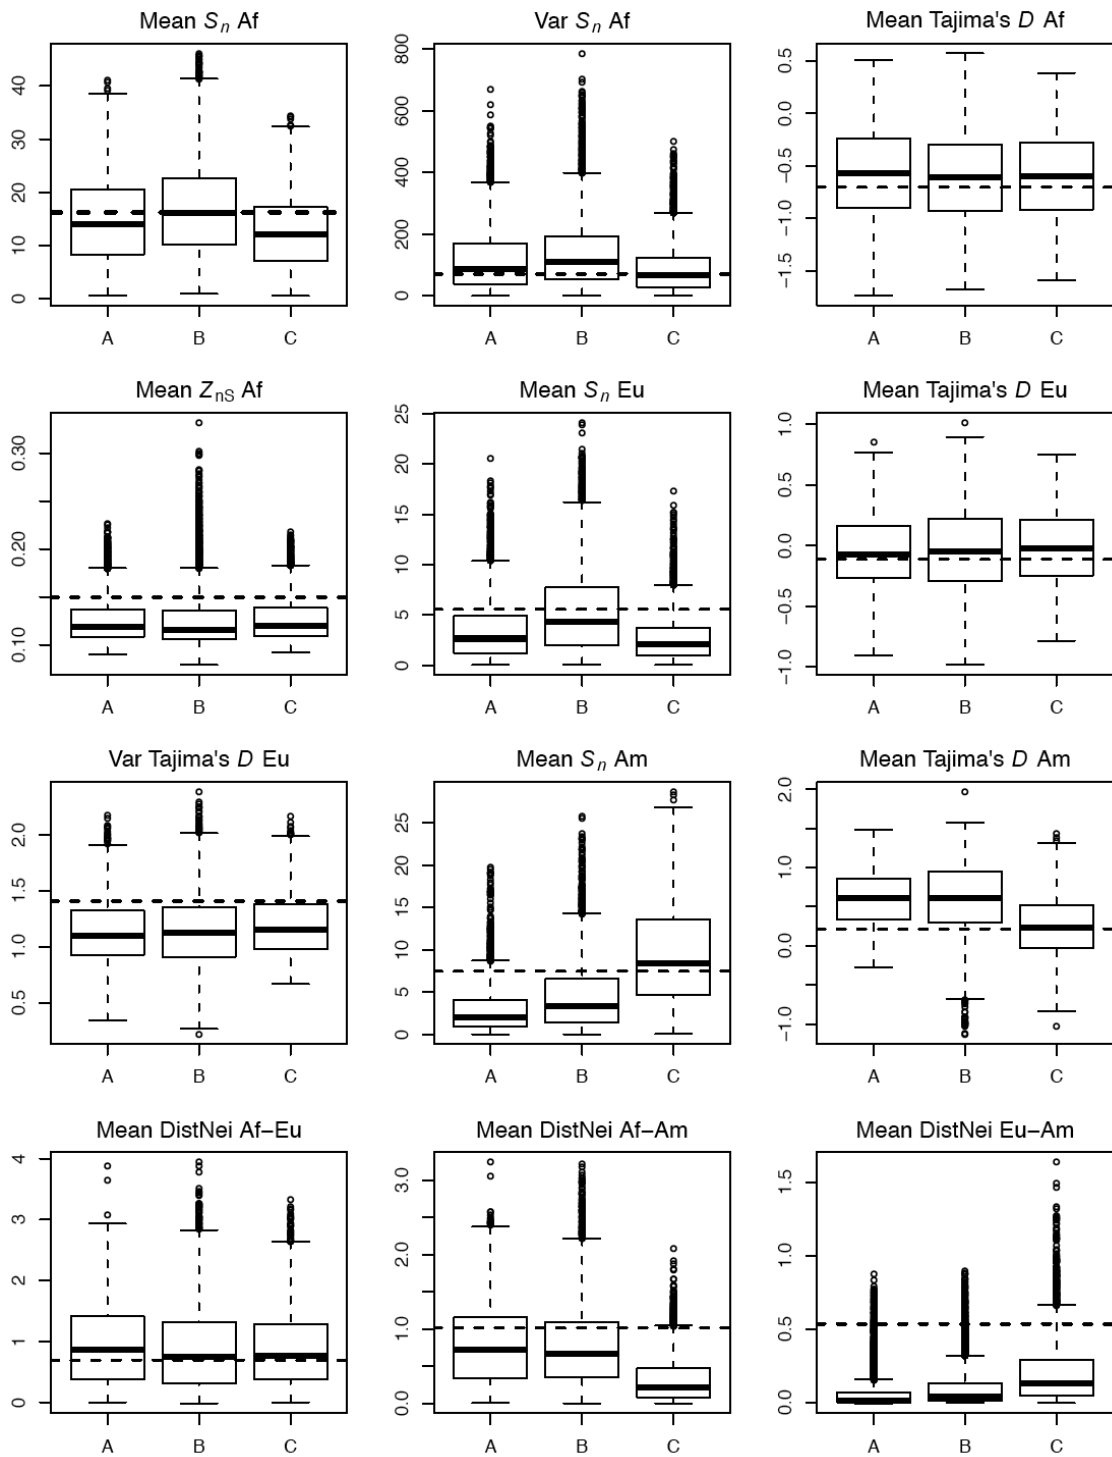 Mean Sn Af
Var Sn Af
Mean Tajima's D Af
40
30
20
10
0
A B C
800
600
400
200
0
A B C
0.5
0.0
−0.5
−1.0
−1.5
A B C
Mean ZnS Af
Mean Sn Eu
Mean Tajima's D Eu
0.30
0.20
0.10
A B C
25
20
15
10
5
0
A B C
1.0
0.5
0.0
−0.5
−1.0
A B C
Var Tajima's D Eu
Mean Sn Am
Mean Tajima's D Am
2.0
1.5
1.0
0.5
A B C
25
20
15
10
5
0
A B C
2.0
1.0
0.0
−1.0
A B C
Mean DistNei Af–Eu
Mean DistNei Af–Am
Mean DistNei Eu–Am
4
3
2
1
0
A B C
3.0
2.0
1.0
0.0
A B C
1.5
1.0
0.5
0.0
A B C